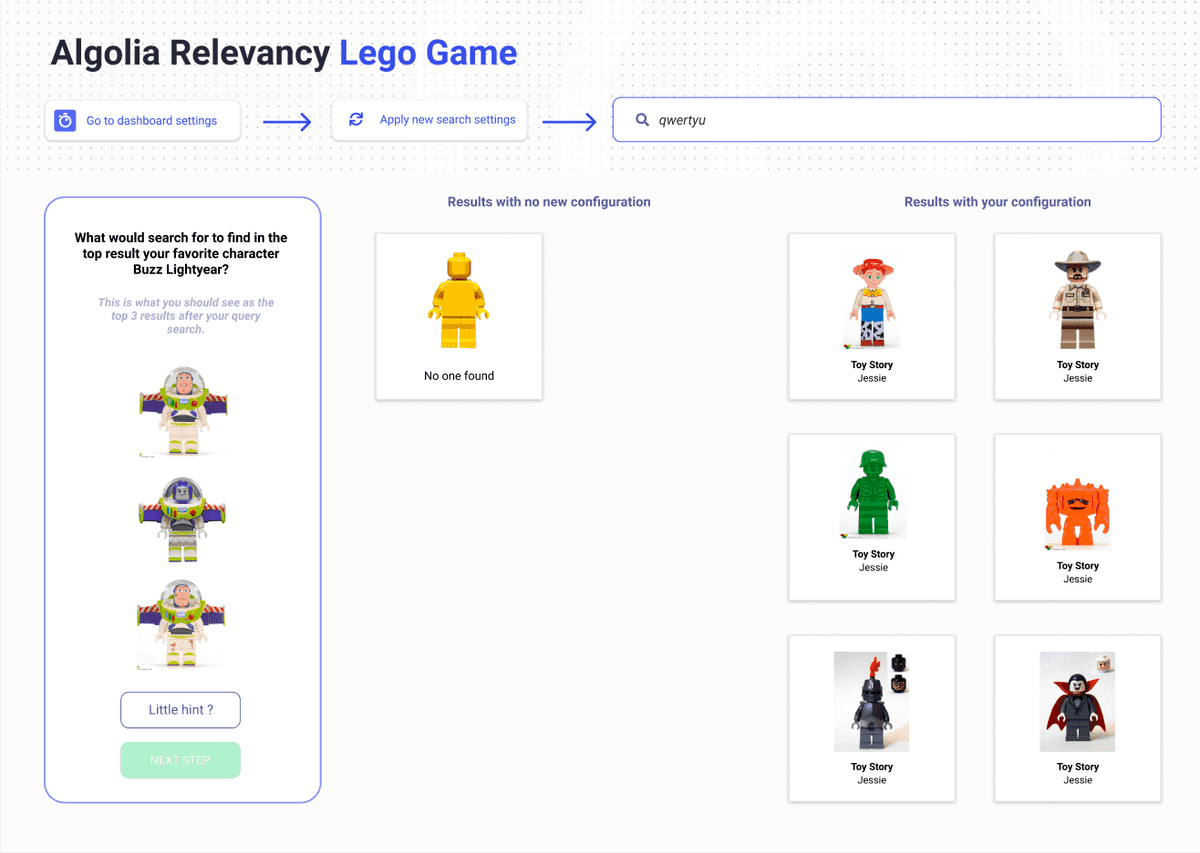 Algolia Relevancy Lego Game
Go to dashboard settings
Apply new search settings
qwertyu
What would search for to find in the
top result your favorite character
Buzz Lightyear?
This is what you should see as the
top 3 results after your query
search.
Little hint ?
NEXT STEP
Results with no new configuration
No one found
Results with your configuration
Toy Story
Jessie
Toy Story
Jessie
Toy Story
Jessie
Toy Story
Jessie
Toy Story
Jessie
Toy Story
Jessie